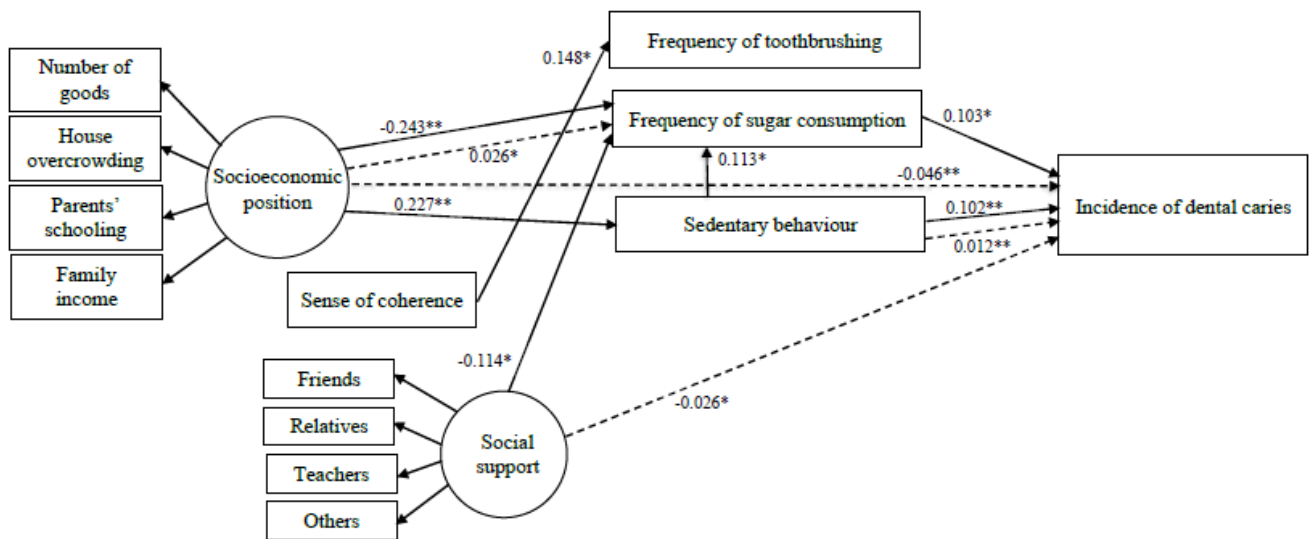 Frequency of toothbrushing
0.148*
Number of
goods
-0.243**
Frequency of sugar consumption
0.103*
House
overcrowding
0.026*
0.113*
Socioeconomic
position
-0.046**
Parents'
schooling
0.227**
Sedentary behaviour
0.102**
Incidence of dental caries
0.012**
Family
income
Sense of coherence
-0.114*
Friends
-0.026*
Relatives
Social
support
Teachers
Others